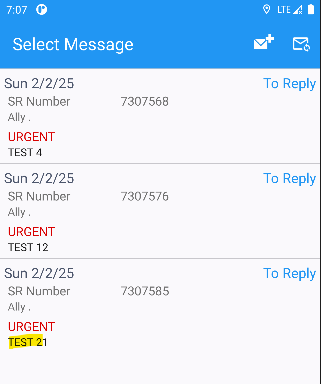 7:07 LTE
Select Message
Sun 2/2/25 To Reply
SR Number 7307568
Ally .
URGENT
TEST 4
Sun 2/2/25 To Reply
SR Number 7307576
Ally .
URGENT
TEST 12
Sun 2/2/25 To Reply
SR Number 7307585
Ally .
URGENT
TEST 21